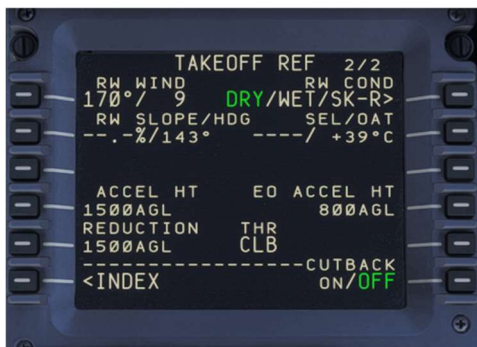 TAKEOFF REF 2/2
RW WIND RW COND
170°/ 9 DRY/WET/SK-R>
RW SLOPE/HDG SEL/OAT
--.-%/143° ----/ +39°C
ACCEL HT EO ACCEL HT
1500AGL 800AGL
REDUCTION THR
1500AGL CLB
------------------CUTBACK
<INDEX ON/OFF